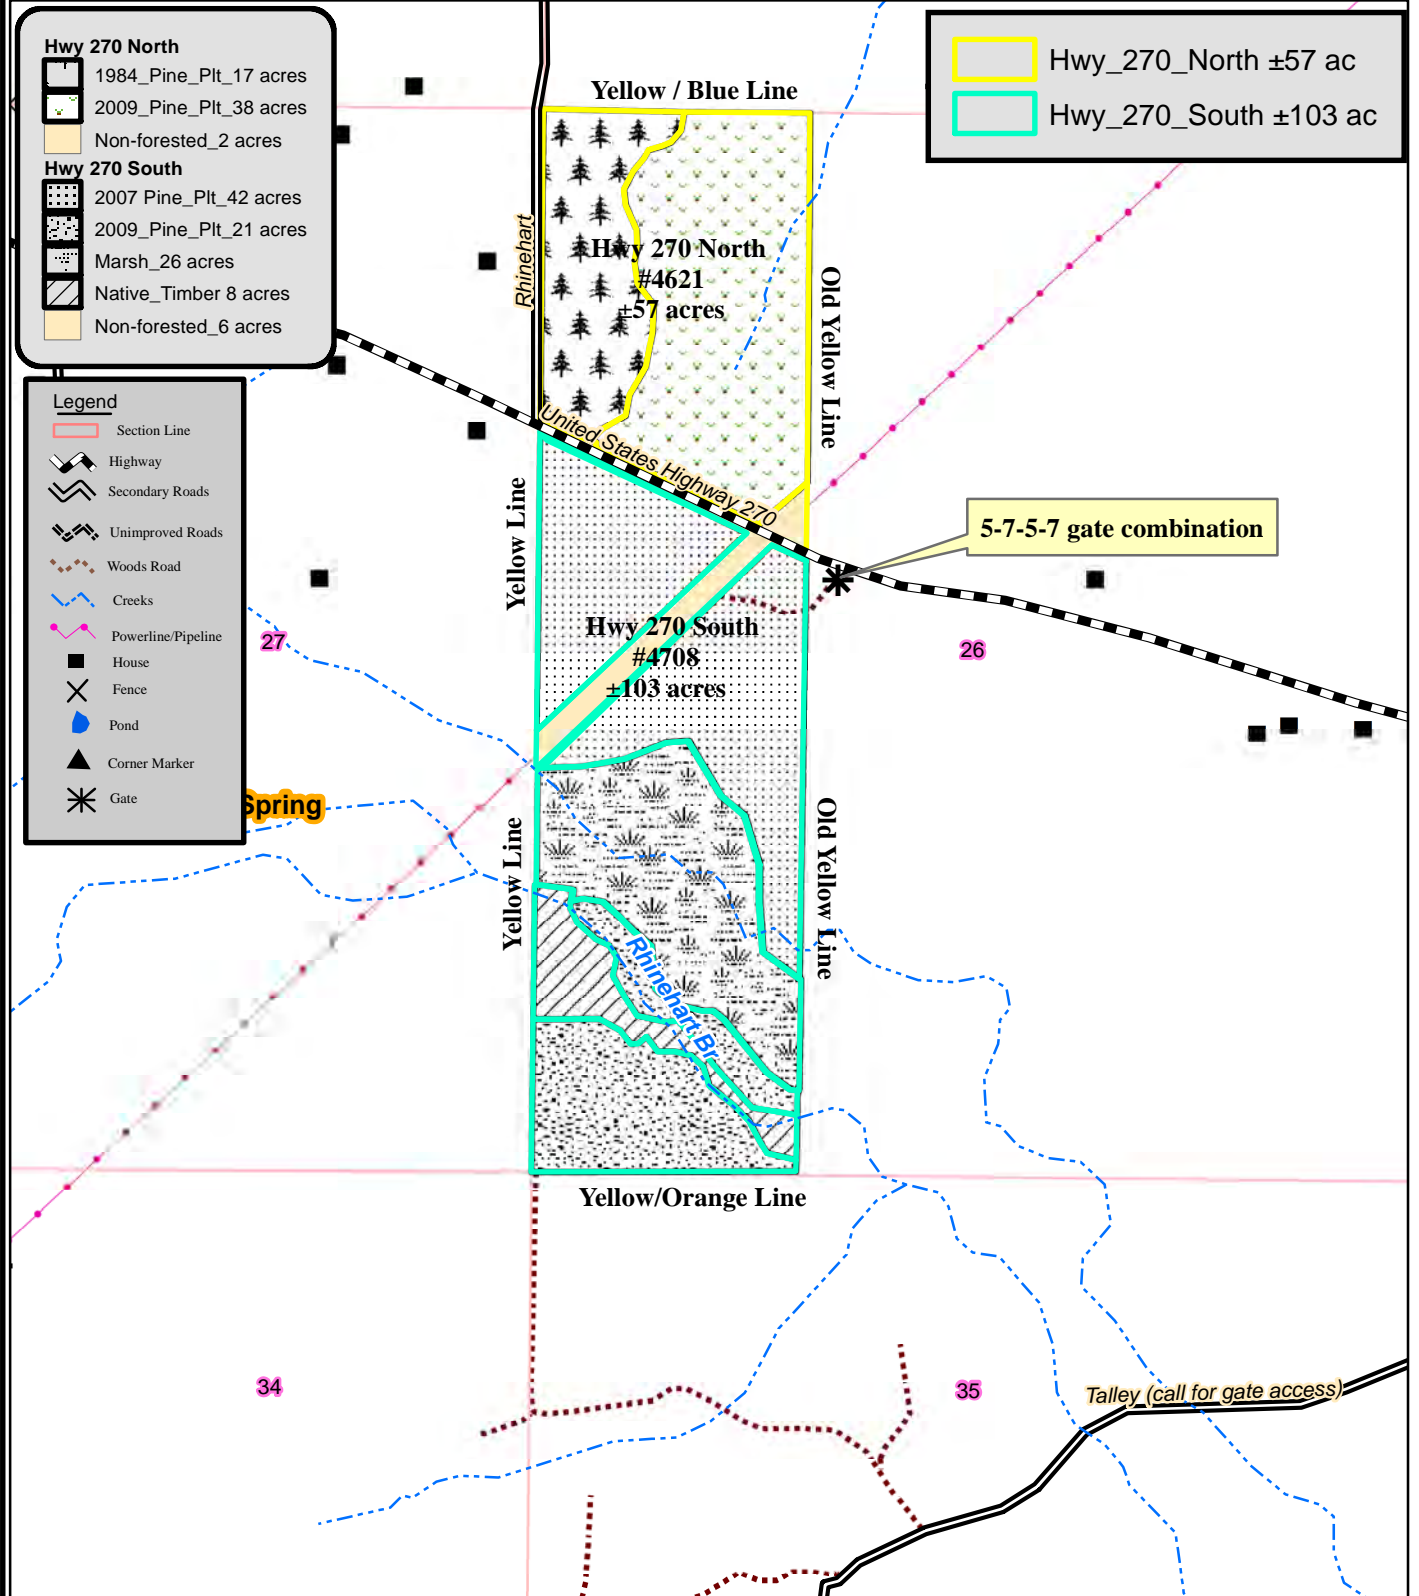 Hwy 270 North
1984_Pine_Plt_17 acres
2009_Pine_Plt_38 acres
Non-forested_2 acres
Hwy 270 South
2007 Pine_Plt_42 acres
2009_Pine_Plt_21 acres
Marsh_26 acres
Native_Timber 8 acres
Non-forested_6 acres
Hwy_270_North ±57 ac
Hwy_270_South ±103 ac
Legend
Section Line
Highway
Secondary Roads
Unimproved Roads
Woods Road
Creeks
Powerline/Pipeline
House
Fence
Pond
Corner Marker
Gate
Yellow / Blue Line
Rhinehart
Hwy 270 North
#4621
±57 acres
Old Yellow Line
United States Highway 270
Yellow Line
5-7-5-7 gate combination
Hwy 270 South
#4708
±103 acres
27
26
Spring
Yellow Line
Old Yellow Line
Rhinehart Br
Yellow/Orange Line
34
35
Talley (call for gate access)